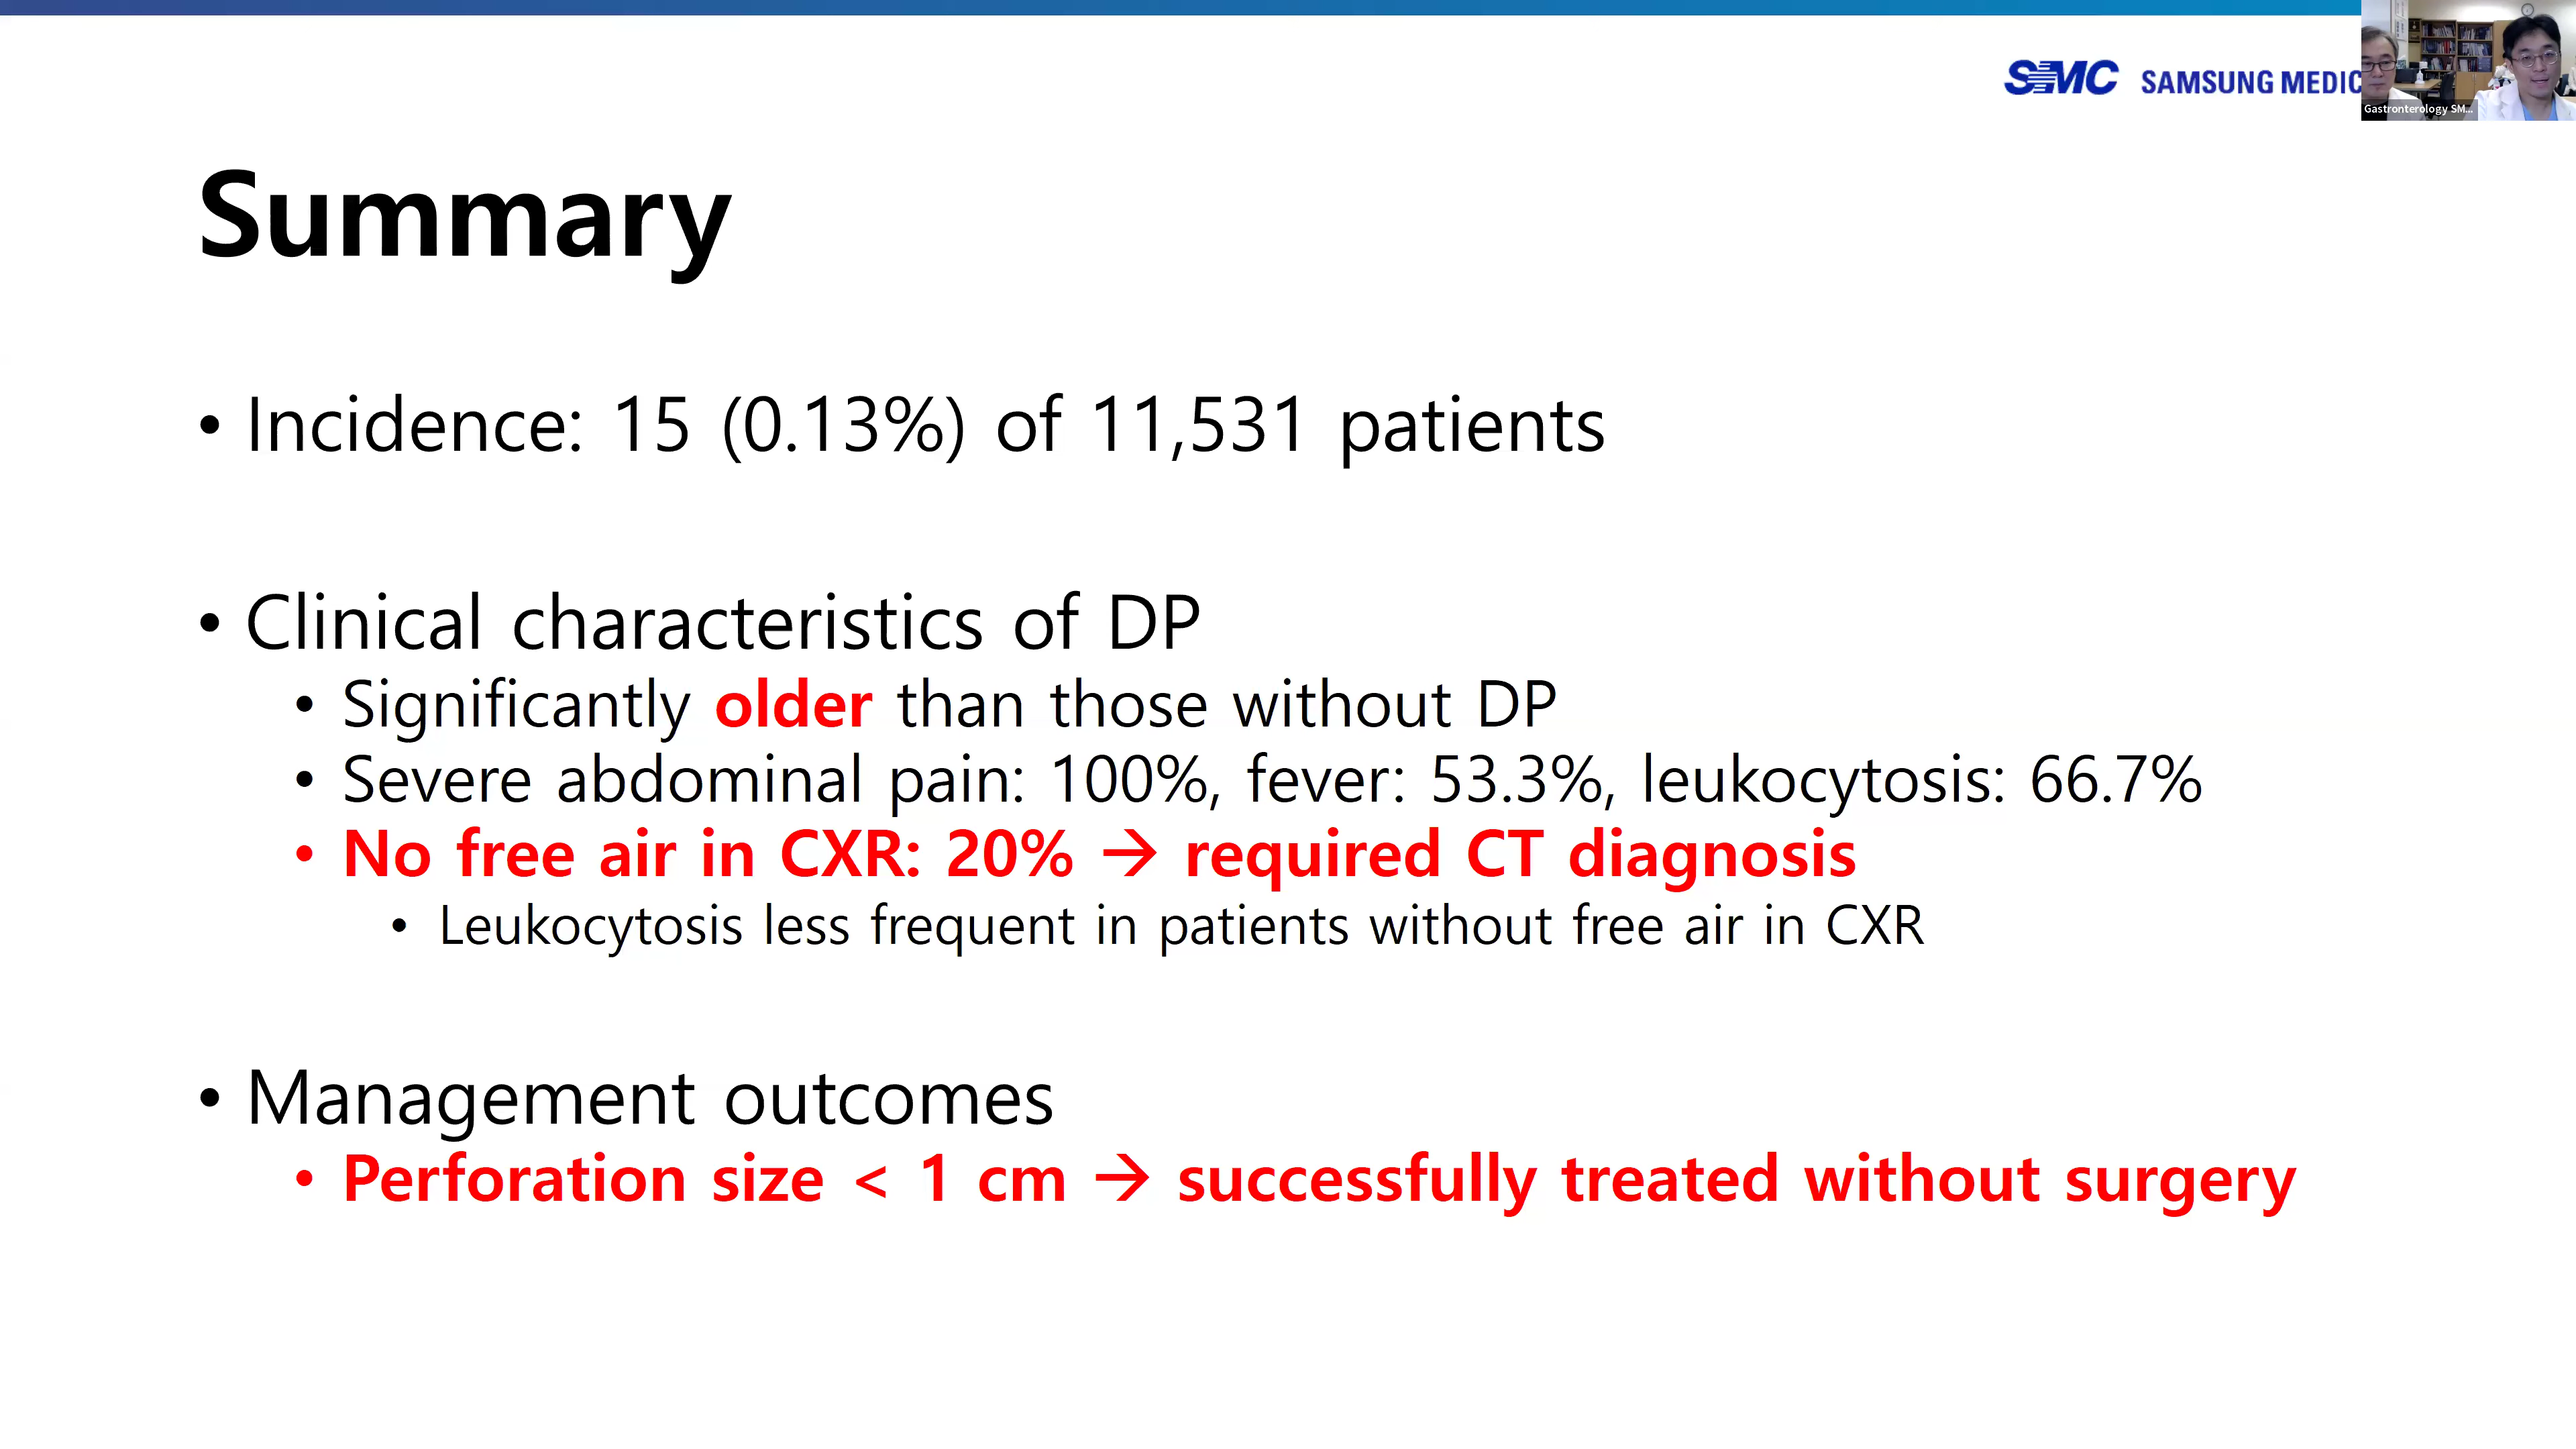 SMC SAMSUNG MEDIC
Gastronterology SM...
Summary
• Incidence: 15 (0.13%) of 11,531 patients
• Clinical characteristics of DP
• Significantly older than those without DP
• Severe abdominal pain: 100%, fever: 53.3%, leukocytosis: 66.7%
• No free air in CXR: 20% → required CT diagnosis
• Leukocytosis less frequent in patients without free air in CXR
• Management outcomes
• Perforation size < 1 cm → successfully treated without surgery